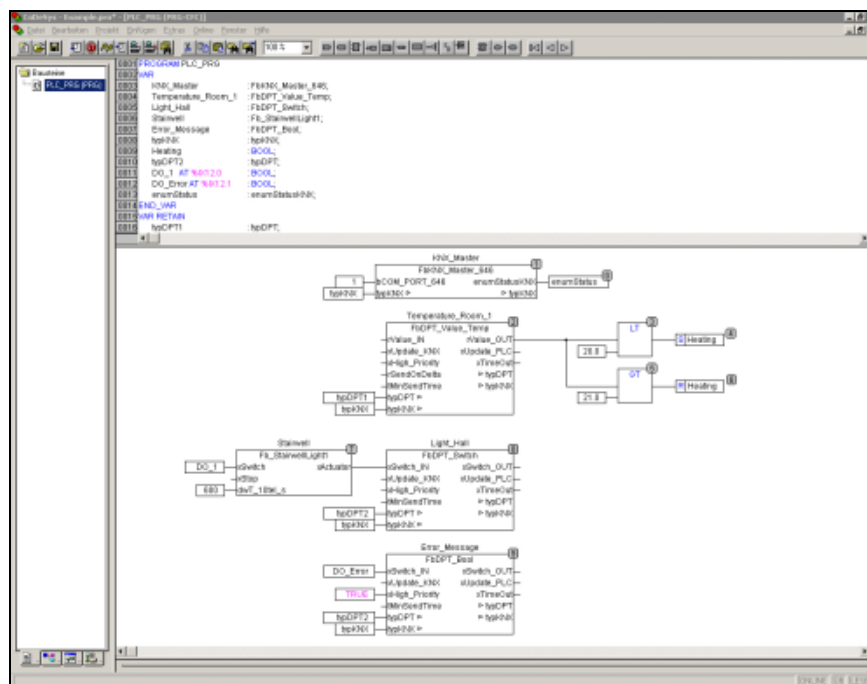 CoDeSys - Example.pro* - [PLC_PRG (PRG-CFC)]
Datei Bearbeiten Projekt Einfügen Extras Online Fenster Hilfe
100 %
Bausteine
PLC_PRG (PRG)
0001 PROGRAM PLC_PRG
0002 VAR
0003 KNX_Master :FbKNX_Master_646;
0004 Temperature_Room_1 :FbDPT_Value_Temp;
0005 Light_Hall :FbDPT_Switch;
0006 Stairwell :Fb_StairwellLight1;
0007 Error_Message :FbDPT_Bool;
0008 typKNX :typKNX;
0009 Heating :BOOL;
0010 typDPT2 :typDPT;
0011 DO_1 AT %IX12.0 :BOOL;
0012 DO_Error AT %IX12.1 :BOOL;
0013 enumStatus :enumStatusKNX;
0014 END_VAR
0015 VAR RETAIN
0016 typDPT1 :typDPT;
KNX_Master
FbKNX_Master_646
1 bCOM_PORT_646 enumStatusKNX enumStatus
typKNX typKNX typKNX
Temperature_Room_1
FbDPT_Value_Temp
rValue_IN rValue_OUT
xUpdate_KNX xUpdate_PLC
xHigh_Priority xTimeOut
rSendOnDelta typDPT
tMinSendTime typKNX
typDPT1 typDPT
typKNX typKNX
LT
20.0
S Heating
GT
21.0
R Heating
Stairwell
Fb_StairwellLight1
DO_1 xSwitch xActuator
xStop
600 dwT_10tel_s
Light_Hall
FbDPT_Switch
xSwitch_IN xSwitch_OUT
xUpdate_KNX xUpdate_PLC
xHigh_Priority xTimeOut
tMinSendTime typDPT
typDPT2 typDPT typKNX
typKNX typKNX
Error_Message
FbDPT_Bool
DO_Error xSwitch_IN xSwitch_OUT
xUpdate_KNX xUpdate_PLC
TRUE xHigh_Priority xTimeOut
tMinSendTime typDPT
typDPT2 typDPT typKNX
typKNX typKNX
ONLINE